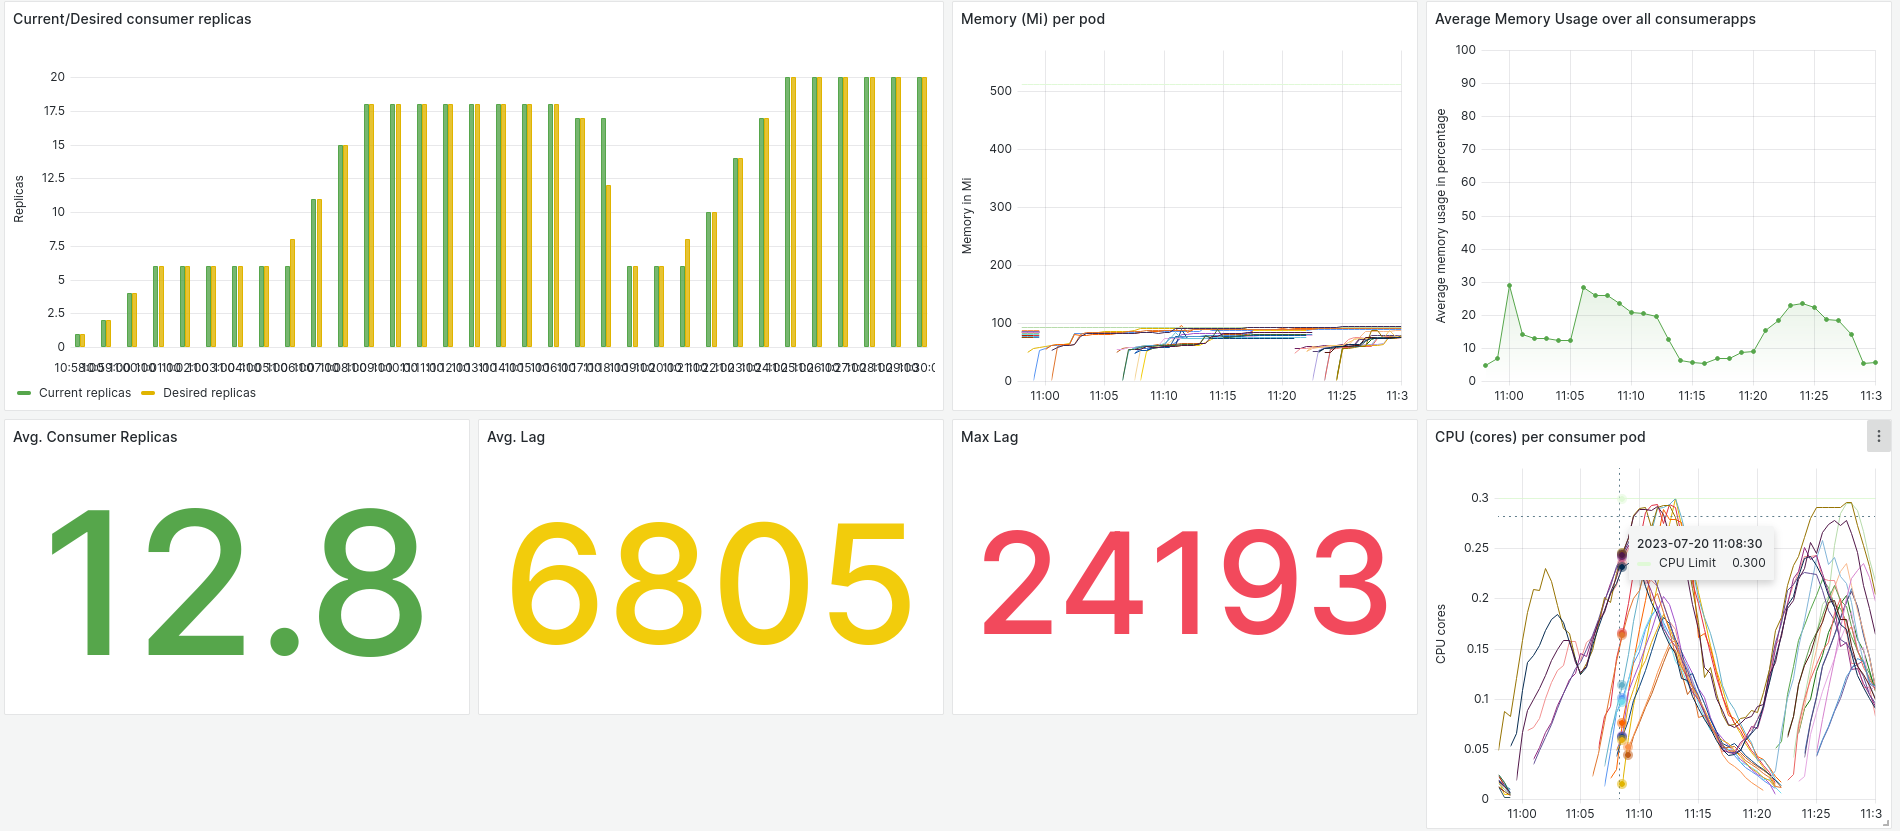 Current/Desired consumer replicas
Replicas
20
17.5
15
12.5
10
7.5
5
2.5
0
Current replicas
Desired replicas
Memory (Mi) per pod
Memory in Mi
500
400
300
200
100
0
11:00 11:05 11:10 11:15 11:20 11:25 11:3
Average Memory Usage over all consumerapps
Average memory usage in percentage
100
90
80
70
60
50
40
30
20
10
0
11:00 11:05 11:10 11:15 11:20 11:25 11:3
Avg. Consumer Replicas
12.8
Avg. Lag
6805
Max Lag
24193
CPU (cores) per consumer pod
CPU cores
0.3
0.25
0.2
0.15
0.1
0.05
0
2023-07-20 11:08:30
CPU Limit 0.300
11:00 11:05 11:10 11:15 11:20 11:25 11:3